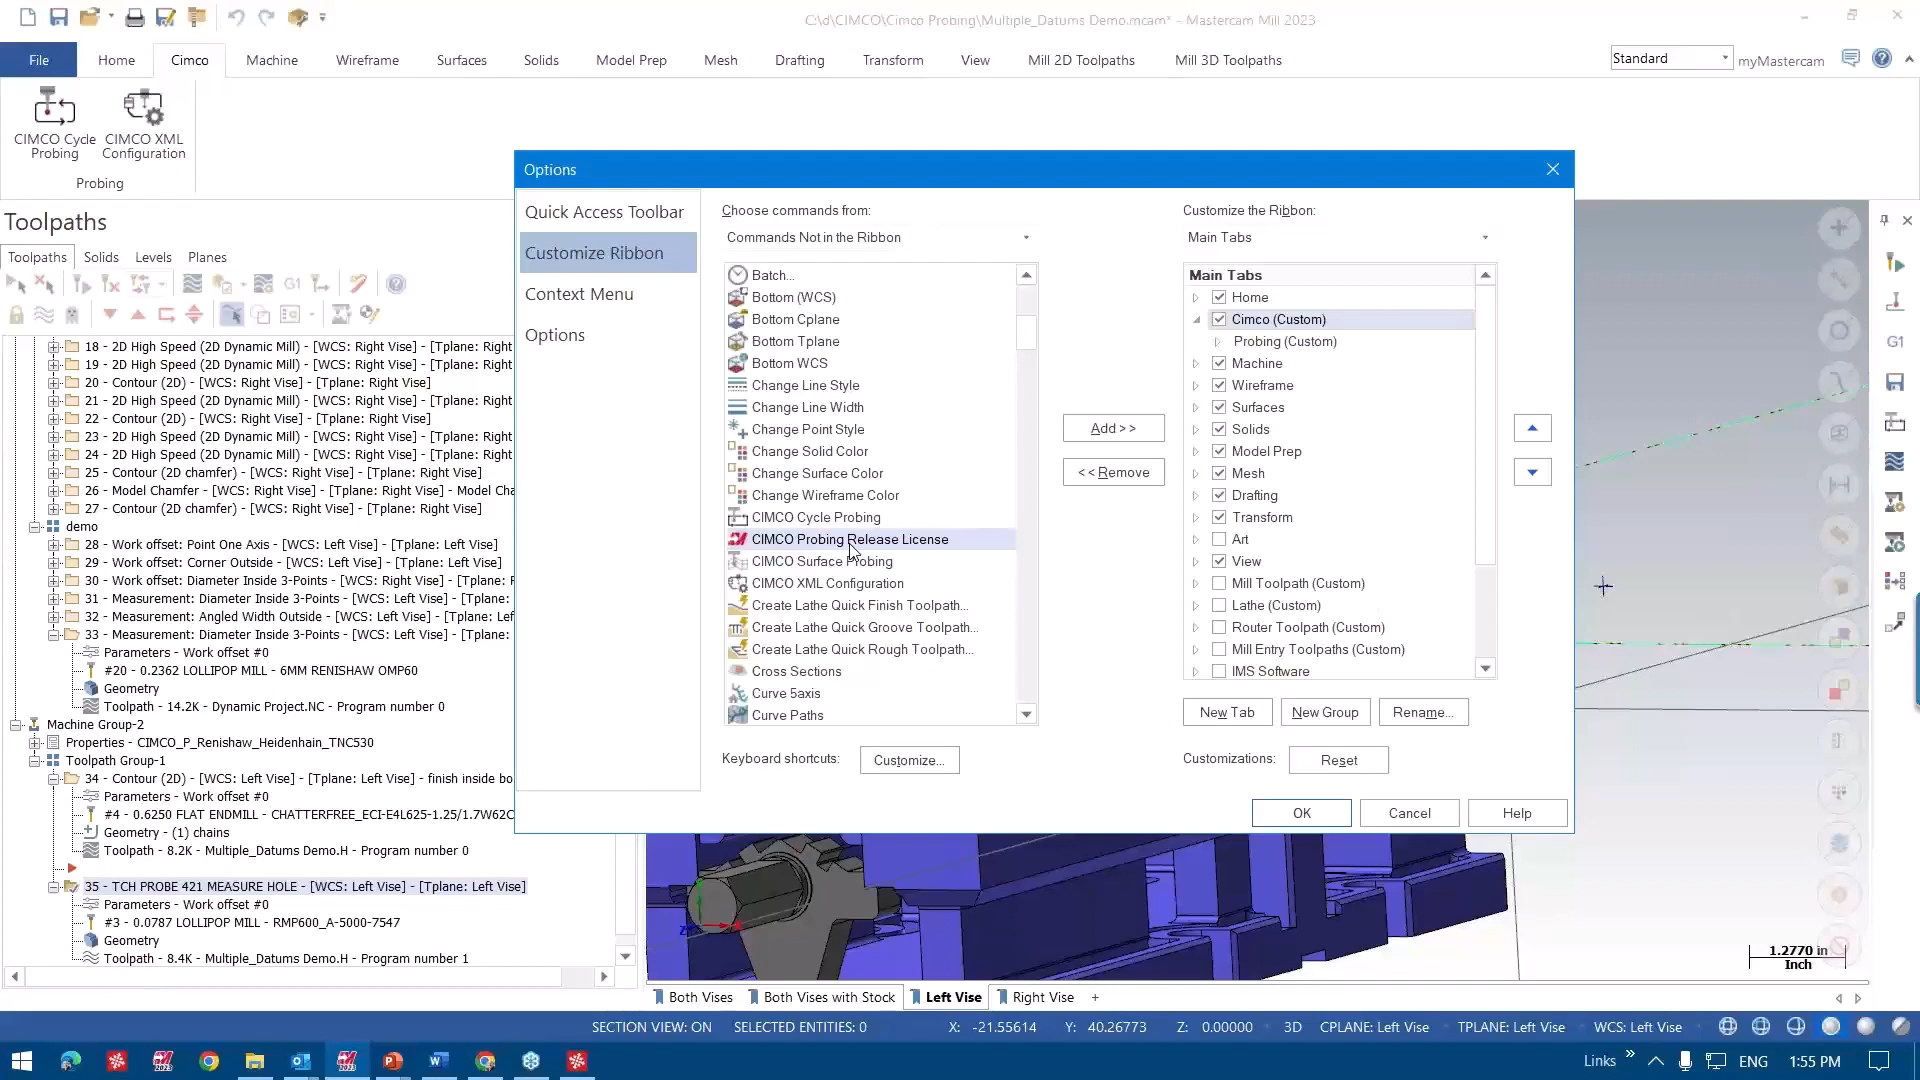 C:\d\CIMCO\Cimco Probing\Multiple_Datums Demo.mcam* - Mastercam Mill 2023
File Home Cimco Machine Wireframe Surfaces Solids Model Prep Mesh Drafting Transform View Mill 2D Toolpaths Mill 3D Toolpaths Standard myMastercam
CIMCO Cycle Probing
CIMCO XML Configuration
Probing
Toolpaths
Toolpaths Solids Levels Planes
G1
18 - 2D High Speed (2D Dynamic Mill) - [WCS: Right Vise] - [Tplane: Right
19 - 2D High Speed (2D Dynamic Mill) - [WCS: Right Vise] - [Tplane: Right
20 - Contour (2D) - [WCS: Right Vise] - [Tplane: Right Vise]
21 - 2D High Speed (2D Dynamic Mill) - [WCS: Right Vise] - [Tplane: Right
22 - Contour (2D) - [WCS: Right Vise] - [Tplane: Right Vise]
23 - 2D High Speed (2D Dynamic Mill) - [WCS: Right Vise] - [Tplane: Right
24 - 2D High Speed (2D Dynamic Mill) - [WCS: Right Vise] - [Tplane: Right
25 - Contour (2D chamfer) - [WCS: Right Vise] - [Tplane: Right Vise]
26 - Model Chamfer - [WCS: Right Vise] - [Tplane: Right Vise] - Model Cha
27 - Contour (2D chamfer) - [WCS: Right Vise] - [Tplane: Right Vise]
demo
28 - Work offset: Point One Axis - [WCS: Left Vise] - [Tplane: Left Vise]
29 - Work offset: Corner Outside - [WCS: Left Vise] - [Tplane: Left Vise]
30 - Work offset: Diameter Inside 3-Points - [WCS: Right Vise] - [Tplane: R
31 - Measurement: Diameter Inside 3-Points - [WCS: Left Vise] - [Tplane:
32 - Measurement: Angled Width Outside - [WCS: Left Vise] - [Tplane: Lef
33 - Measurement: Diameter Inside 3-Points - [WCS: Left Vise] - [Tplane:
Parameters - Work offset #0
#20 - 0.2362 LOLLIPOP MILL - 6MM RENISHAW OMP60
Geometry
Toolpath - 14.2K - Dynamic Project.NC - Program number 0
Machine Group-2
Properties - CIMCO_P_Renishaw_Heidenhain_TNC530
Toolpath Group-1
34 - Contour (2D) - [WCS: Left Vise] - [Tplane: Left Vise] - finish inside bo
Parameters - Work offset #0
#4 - 0.6250 FLAT ENDMILL - CHATTERFREE_ECI-E4L625-1.25/1.7W62C
Geometry - (1) chains
Toolpath - 8.2K - Multiple_Datums Demo.H - Program number 0
35 - TCH PROBE 421 MEASURE HOLE - [WCS: Left Vise] - [Tplane: Left Vise]
Parameters - Work offset #0
#3 - 0.0787 LOLLIPOP MILL - RMP600_A-5000-7547
Geometry
Toolpath - 8.4K - Multiple_Datums Demo.H - Program number 1
Options
Quick Access Toolbar
Customize Ribbon
Context Menu
Options
Choose commands from:
Commands Not in the Ribbon
Batch...
Bottom (WCS)
Bottom Cplane
Bottom Tplane
Bottom WCS
Change Line Style
Change Line Width
Change Point Style
Change Solid Color
Change Surface Color
Change Wireframe Color
CIMCO Cycle Probing
CIMCO Probing Release License
CIMCO Surface Probing
CIMCO XML Configuration
Create Lathe Quick Finish Toolpath...
Create Lathe Quick Groove Toolpath...
Create Lathe Quick Rough Toolpath...
Cross Sections
Curve 5axis
Curve Paths
Keyboard shortcuts: Customize...
Add >>
<< Remove
Customize the Ribbon:
Main Tabs
Main Tabs
Home
Cimco (Custom)
Probing (Custom)
Machine
Wireframe
Surfaces
Solids
Model Prep
Mesh
Drafting
Transform
Art
View
Mill Toolpath (Custom)
Lathe (Custom)
Router Toolpath (Custom)
Mill Entry Toolpaths (Custom)
IMS Software
New Tab New Group Rename...
Customizations: Reset
OK Cancel Help
G1
1.2770 in
Inch
Both Vises Both Vises with Stock Left Vise Right Vise +
SECTION VIEW: ON SELECTED ENTITIES: 0 X: -21.55614 Y: 40.26773 Z: 0.00000 3D CPLANE: Left Vise TPLANE: Left Vise WCS: Left Vise
Links » ENG 1:55 PM